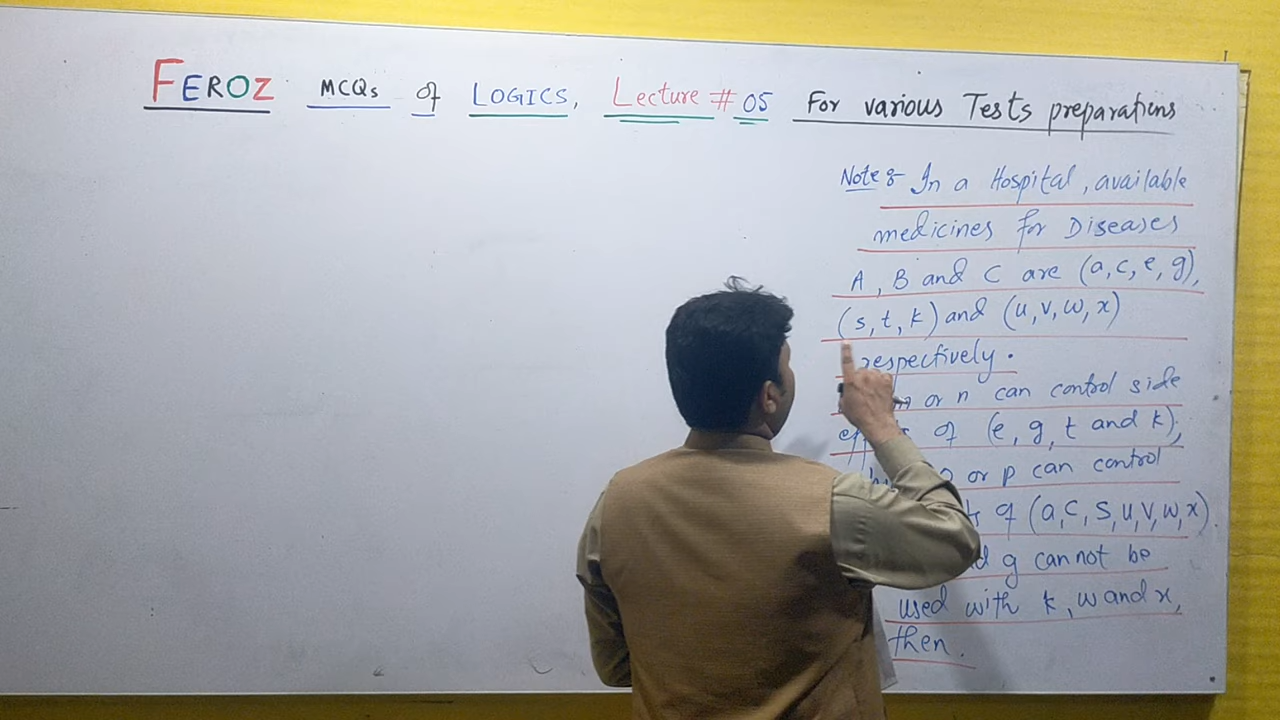 FEROZ MCQs of LOGICS, Lecture # 05 For various Tests preparations
Note:- In a Hospital, available
medicines for Diseases
A, B and C are (a, c, e, g),
(s, t, k) and (u, v, w, x)
respectively.
or n can control side
of (e, g, t and k),
o or p can control
of (a, c, s, u, v, w, x).
g cannot be
used with k, w and x,
then.